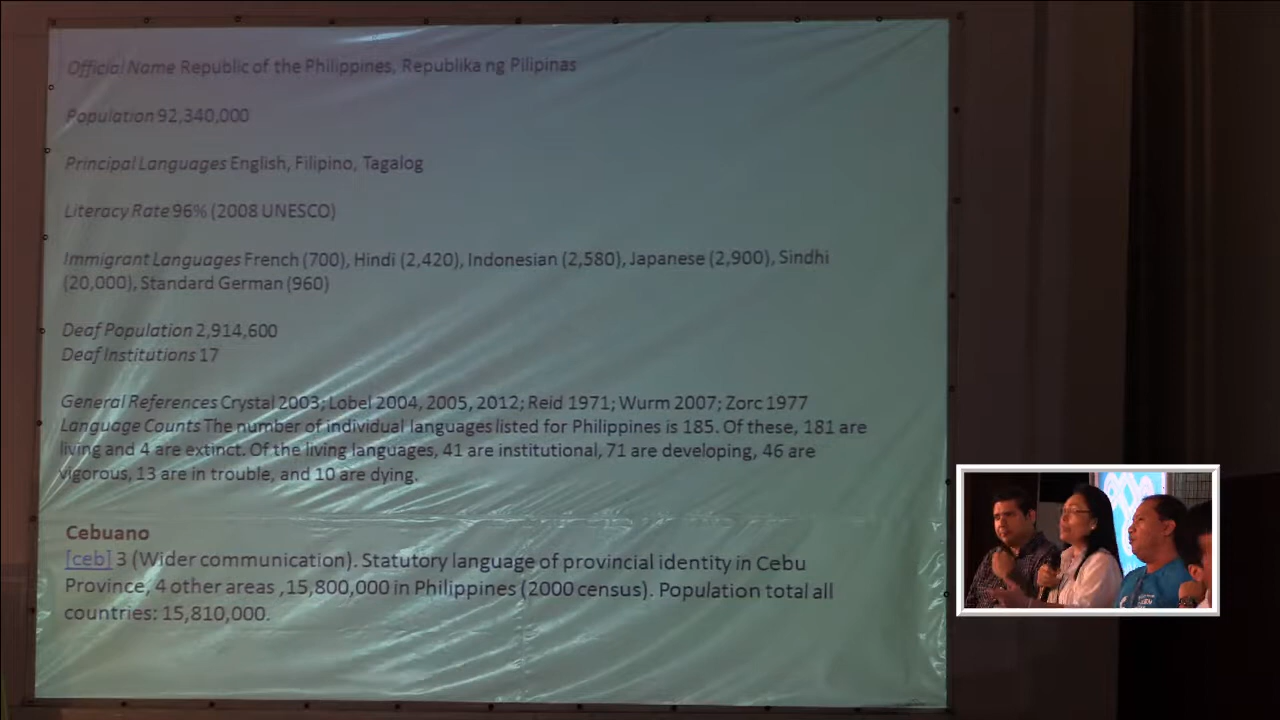 Official Name Republic of the Philippines, Republika ng Pilipinas
Population 92,340,000
Principal Languages English, Filipino, Tagalog
Literacy Rate 96% (2008 UNESCO)
Immigrant Languages French (700), Hindi (2,420), Indonesian (2,580), Japanese (2,900), Sindhi
(20,000), Standard German (960)
Deaf Population 2,914,600
Deaf Institutions 17
General References Crystal 2003; Lobel 2004, 2005, 2012; Reid 1971; Wurm 2007; Zorc 1977
Language Counts The number of individual languages listed for Philippines is 185. Of these, 181 are
living and 4 are extinct. Of the living languages, 41 are institutional, 71 are developing, 46 are
vigorous, 13 are in trouble, and 10 are dying.
Cebuano
[ceb] 3 (Wider communication). Statutory language of provincial identity in Cebu
Province, 4 other areas ,15,800,000 in Philippines (2000 census). Population total all
countries: 15,810,000.